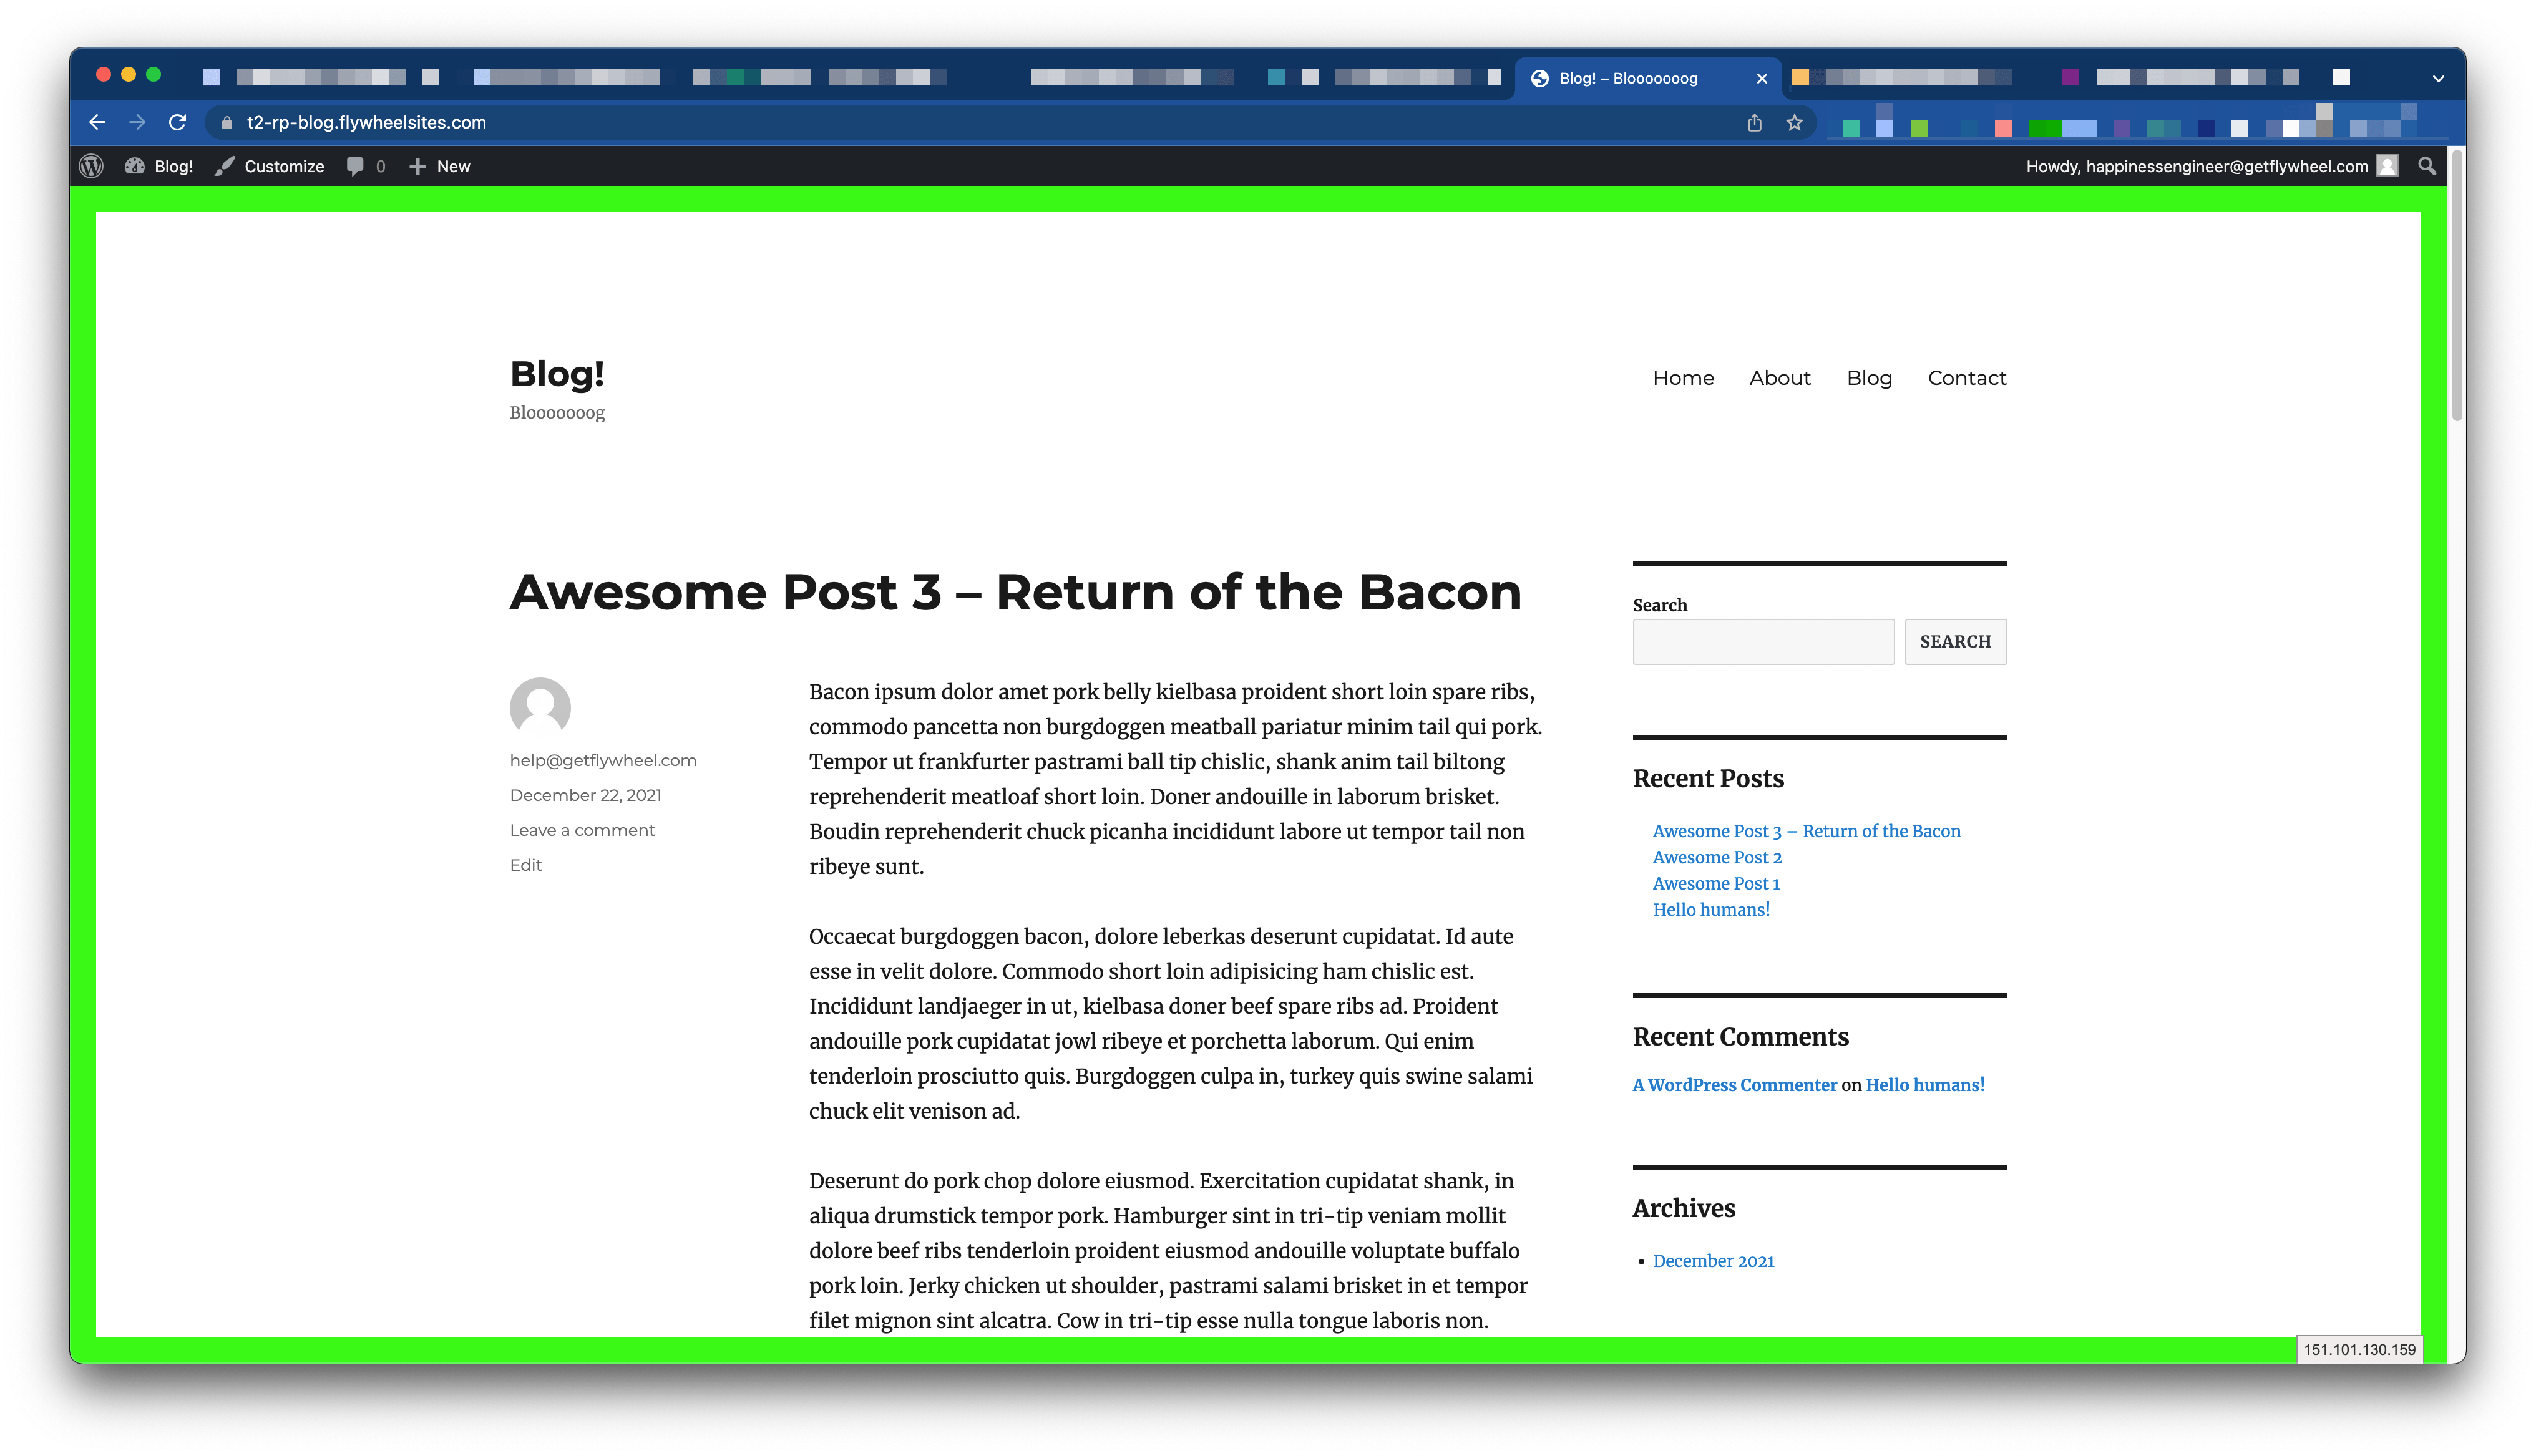 Blog! – Blooooooog
t2-rp-blog.flywheelsites.com
Blog! Customize 0 New
Howdy, happinessengineer@getflywheel.com
Blog!
Blooooooog
Home About Blog Contact
Awesome Post 3 – Return of the Bacon
help@getflywheel.com
December 22, 2021
Leave a comment
Edit
Bacon ipsum dolor amet pork belly kielbasa proident short loin spare ribs,
commodo pancetta non burgdoggen meatball pariatur minim tail qui pork.
Tempor ut frankfurter pastrami ball tip chislic, shank anim tail biltong
reprehenderit meatloaf short loin. Doner andouille in laborum brisket.
Boudin reprehenderit chuck picanha incididunt labore ut tempor tail non
ribeye sunt.
Occaecat burgdoggen bacon, dolore leberkas deserunt cupidatat. Id aute
esse in velit dolore. Commodo short loin adipisicing ham chislic est.
Incididunt landjaeger in ut, kielbasa doner beef spare ribs ad. Proident
andouille pork cupidatat jowl ribeye et porchetta laborum. Qui enim
tenderloin prosciutto quis. Burgdoggen culpa in, turkey quis swine salami
chuck elit venison ad.
Deserunt do pork chop dolore eiusmod. Exercitation cupidatat shank, in
aliqua drumstick tempor pork. Hamburger sint in tri-tip veniam mollit
dolore beef ribs tenderloin proident eiusmod andouille voluptate buffalo
pork loin. Jerky chicken ut shoulder, pastrami salami brisket in et tempor
filet mignon sint alcatra. Cow in tri-tip esse nulla tongue laboris non.
Search
SEARCH
Recent Posts
Awesome Post 3 – Return of the Bacon
Awesome Post 2
Awesome Post 1
Hello humans!
Recent Comments
A WordPress Commenter on Hello humans!
Archives
• December 2021
151.101.130.159